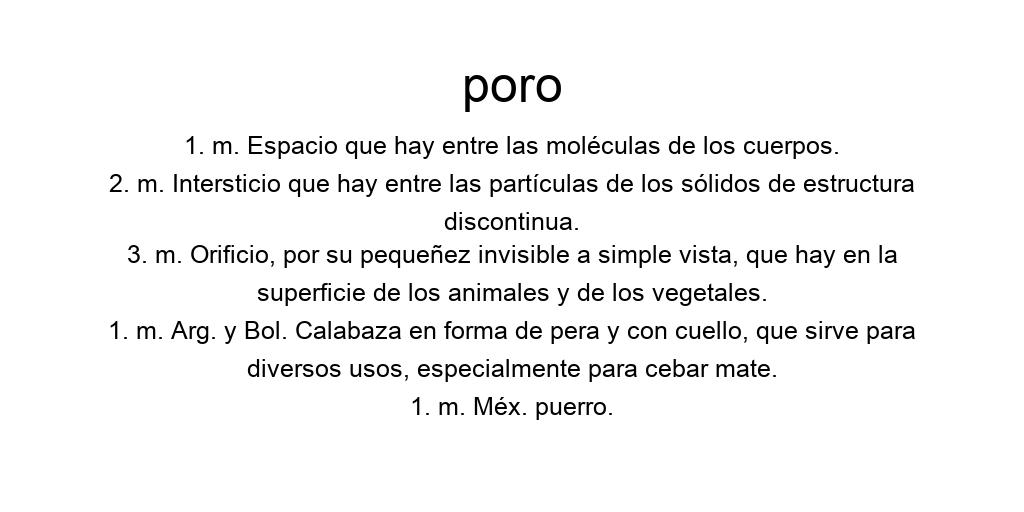 poro
1. m. Espacio que hay entre las moléculas de los cuerpos.
2. m. Intersticio que hay entre las partículas de los sólidos de estructura
discontinua.
3. m. Orificio, por su pequeñez invisible a simple vista, que hay en la
superficie de los animales y de los vegetales.
1. m. Arg. y Bol. Calabaza en forma de pera y con cuello, que sirve para
diversos usos, especialmente para cebar mate.
1. m. Méx. puerro.